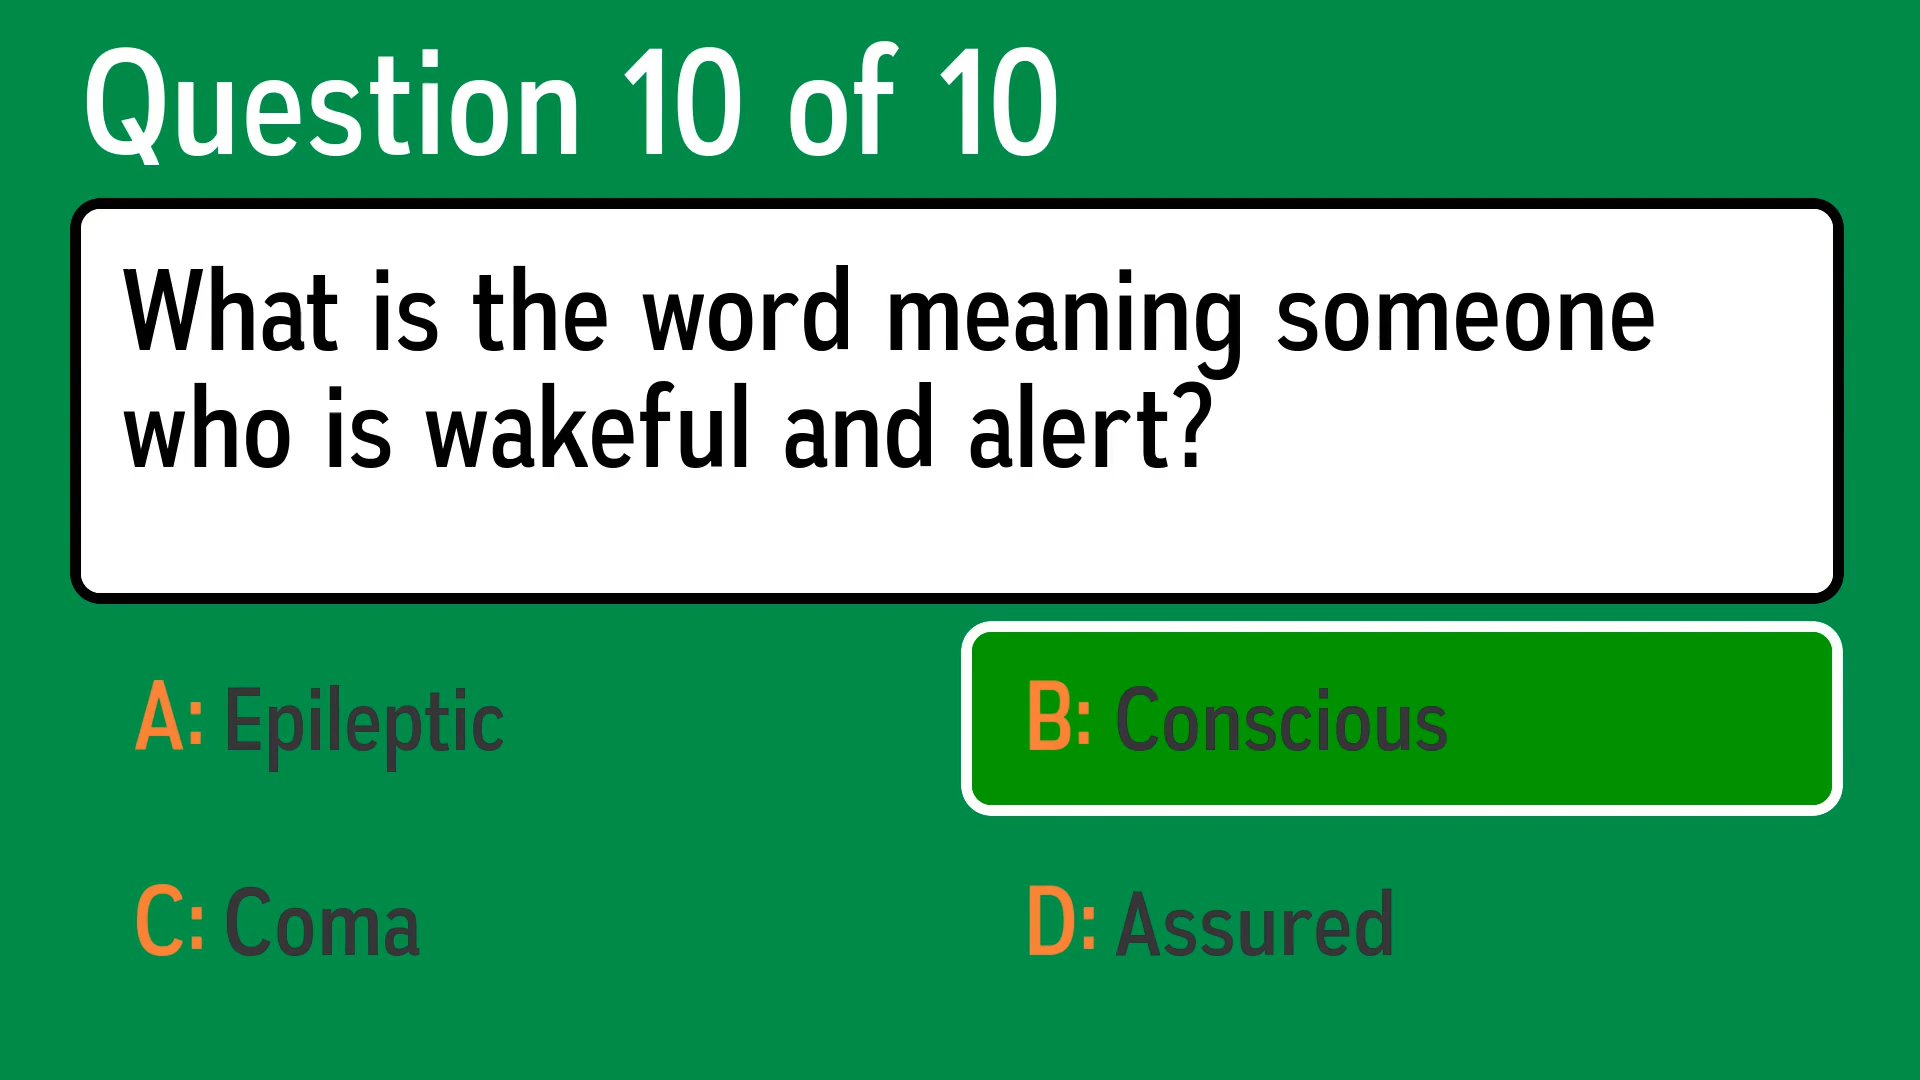 Question 10 of 10
What is the word meaning someone
who is wakeful and alert?
A: Epileptic
B: Conscious
C: Coma
D: Assured